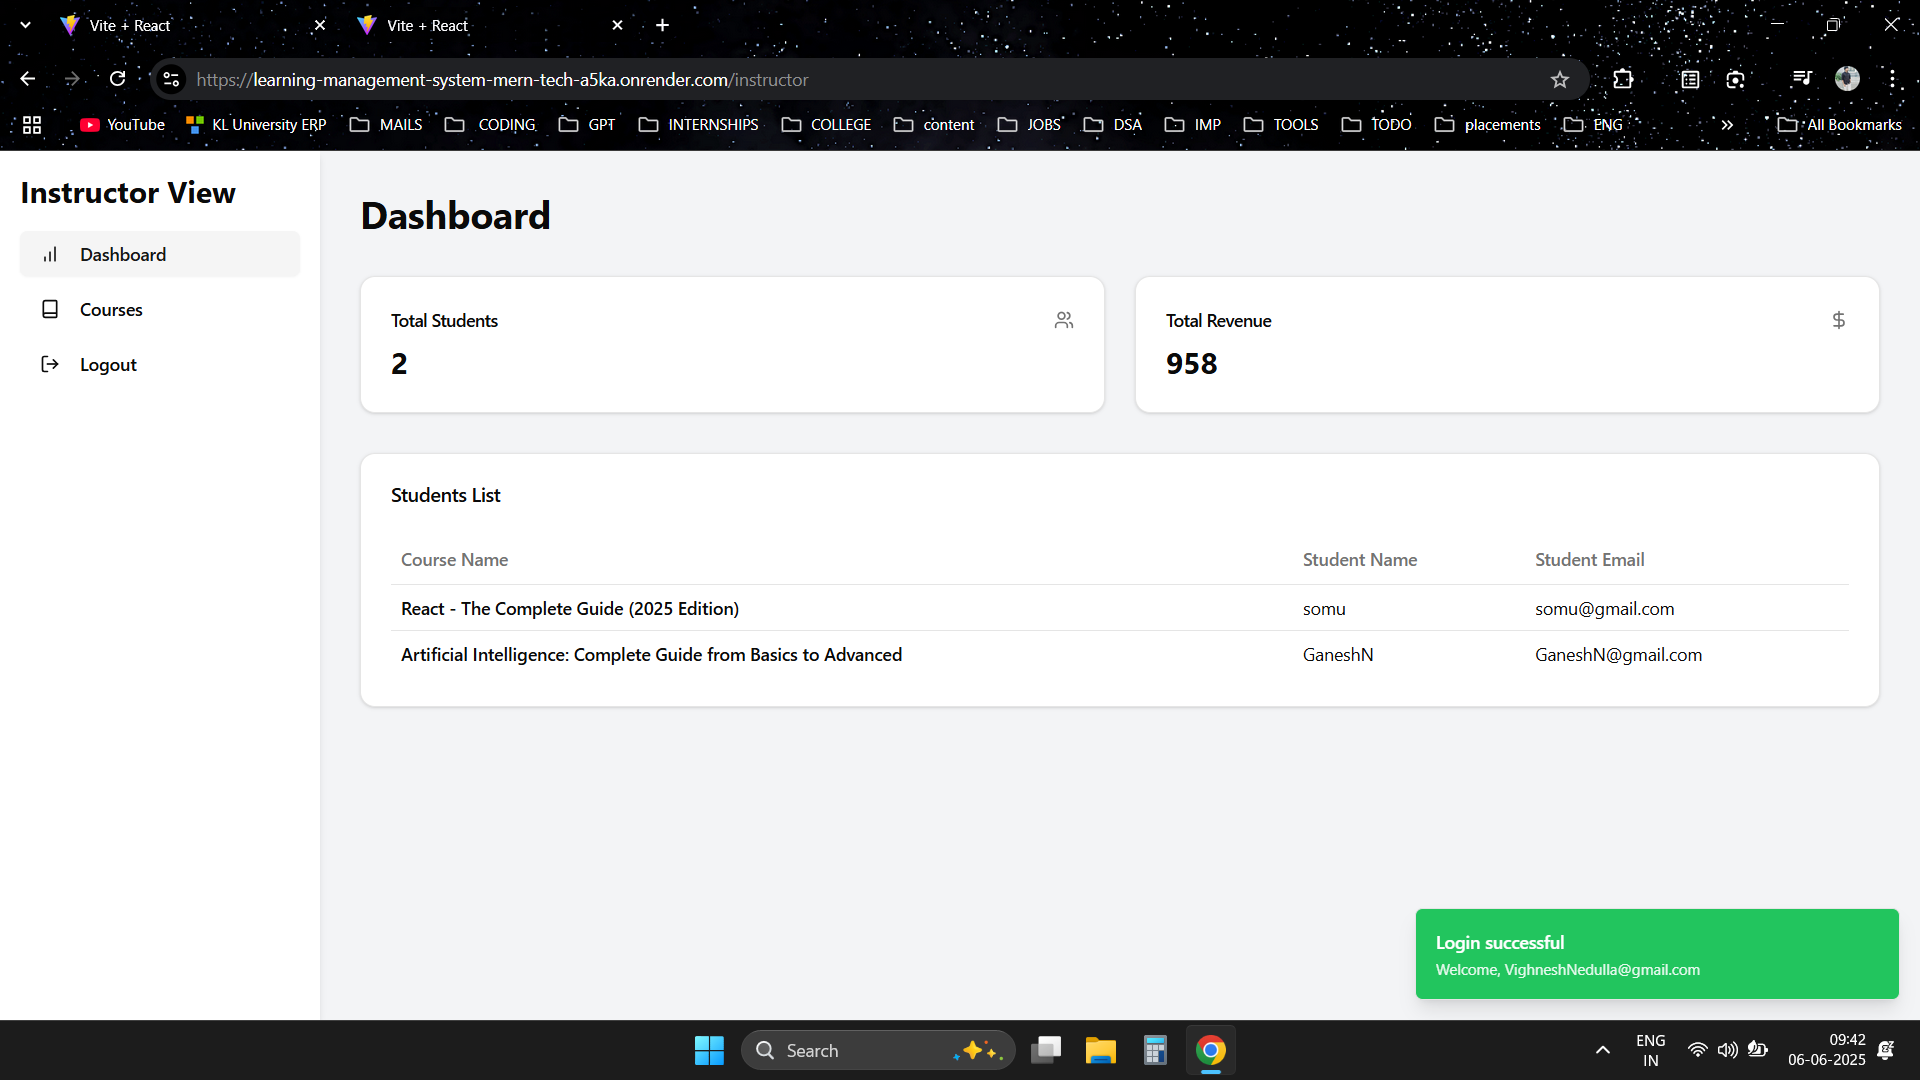 Vite + React
Vite + React
https://learning-management-system-mern-tech-a5ka.onrender.com/instructor
YouTube KL University ERP MAILS CODING GPT INTERNSHIPS COLLEGE content JOBS DSA IMP TOOLS TODO placements ENG All Bookmarks
Instructor View
Dashboard
Courses
Logout
Dashboard
Total Students
2
Total Revenue
958
Students List
Course Name Student Name Student Email
React - The Complete Guide (2025 Edition) somu somu@gmail.com
Artificial Intelligence: Complete Guide from Basics to Advanced GaneshN GaneshN@gmail.com
Login successful
Welcome, VighneshNedulla@gmail.com
Search
ENG
IN
09:42
06-06-2025